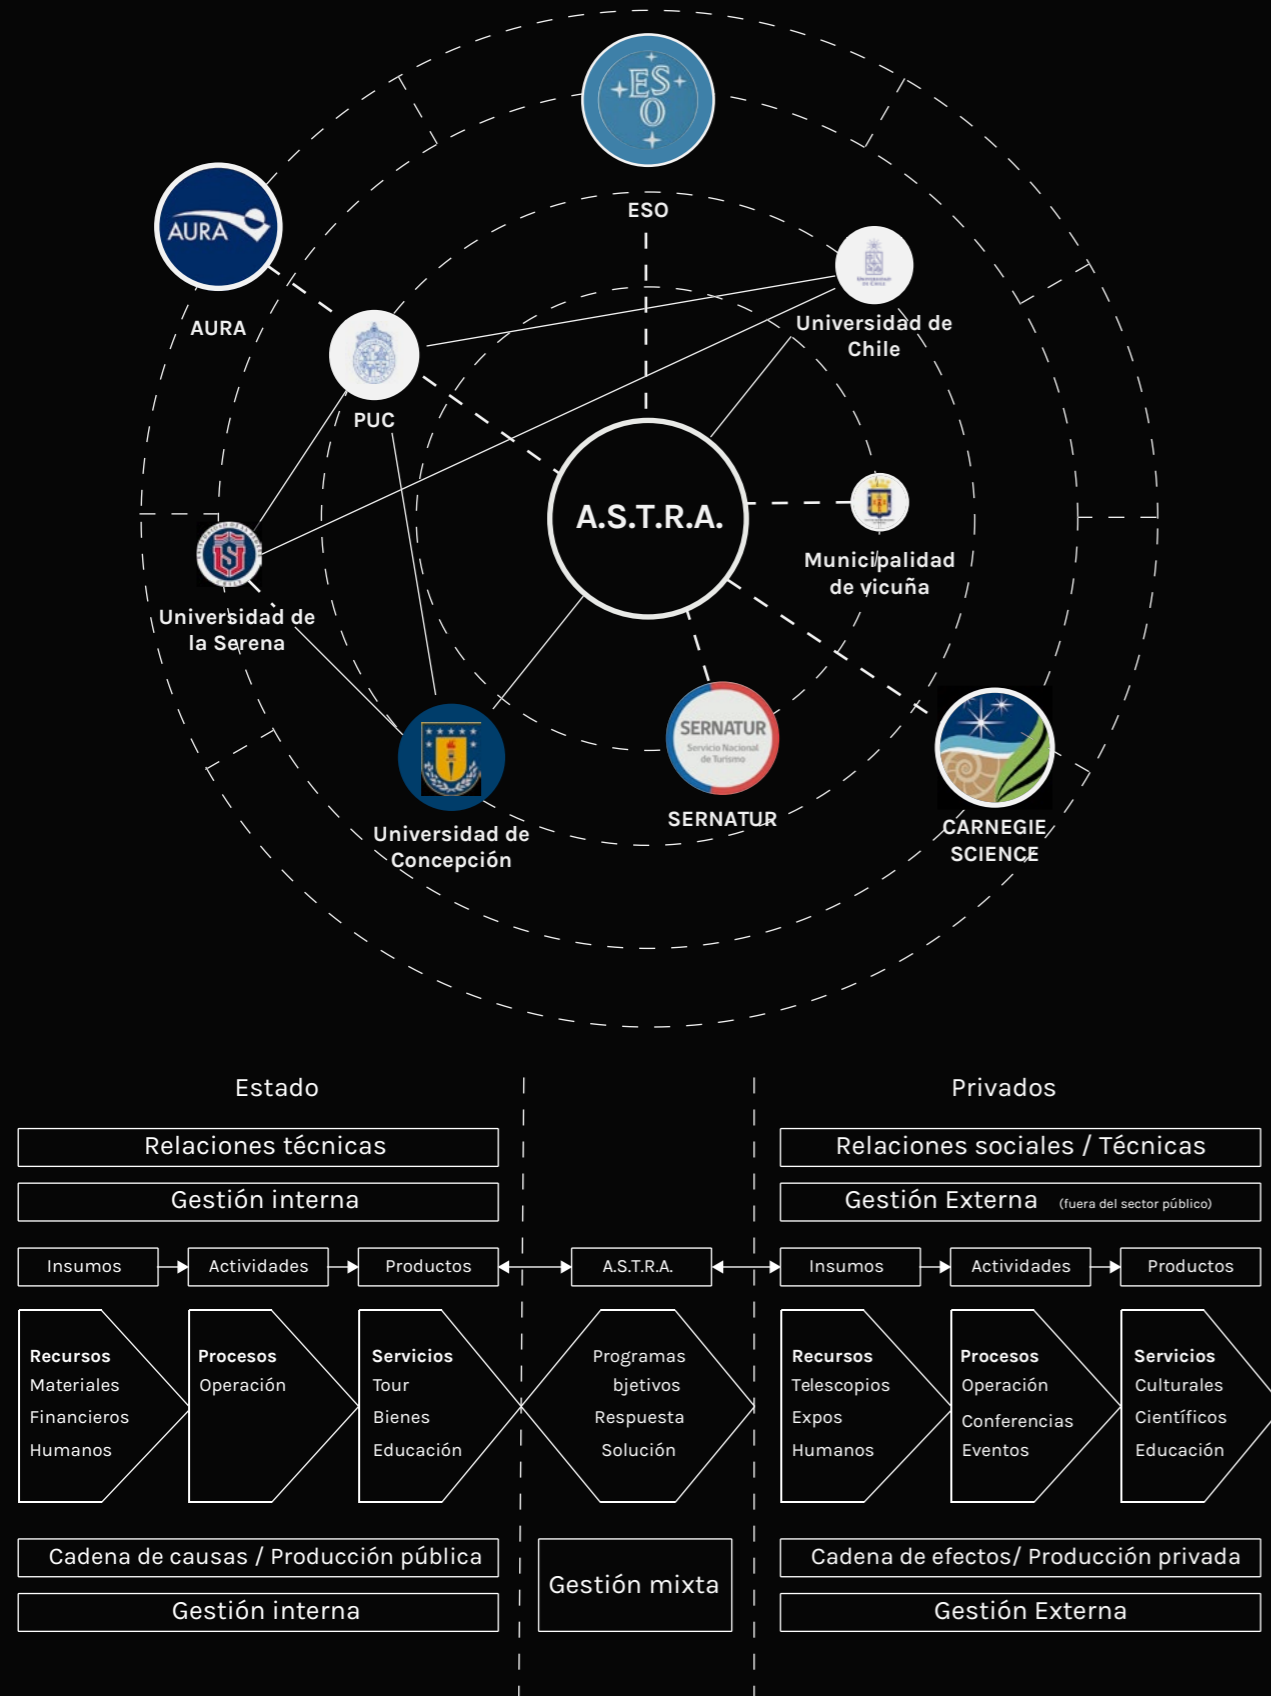 ES
O
ESO
AURA
AURA
UNIVERSIDAD
DE CHILE
Universidad de
Chile
PUC
A.S.T.R.A.
Municipalidad
de vicuña
Universidad de
la Serena
SERNATUR
Servicio Nacional
de Turismo
SERNATUR
Universidad de
Concepción
CARNEGIE
SCIENCE
Estado
Privados
Relaciones técnicas
Relaciones sociales / Técnicas
Gestión interna
Gestión Externa (fuera del sector público)
Insumos
Actividades
Productos
A.S.T.R.A.
Insumos
Actividades
Productos
Recursos
Materiales
Financieros
Humanos
Procesos
Operación
Servicios
Tour
Bienes
Educación
Programas
bjetivos
Respuesta
Solución
Recursos
Telescopios
Expos
Humanos
Procesos
Operación
Conferencias
Eventos
Servicios
Culturales
Científicos
Educación
Cadena de causas / Producción pública
Gestión mixta
Cadena de efectos/ Producción privada
Gestión interna
Gestión Externa